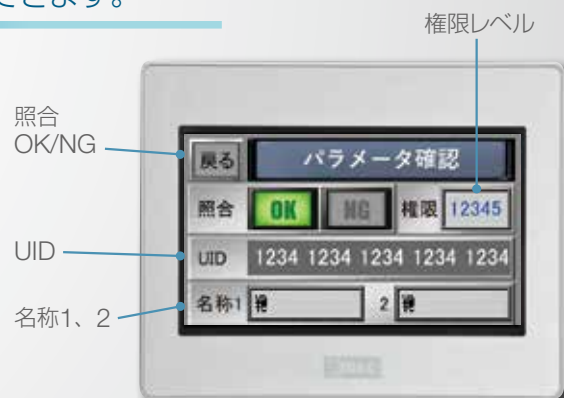 できます。
権限レベル
照合
OK/NG
戻る パラメータ確認
照合 OK NG 権限 12345
UID
UID 1234 1234 1234 1234 1234
名称1、2
名称1 2